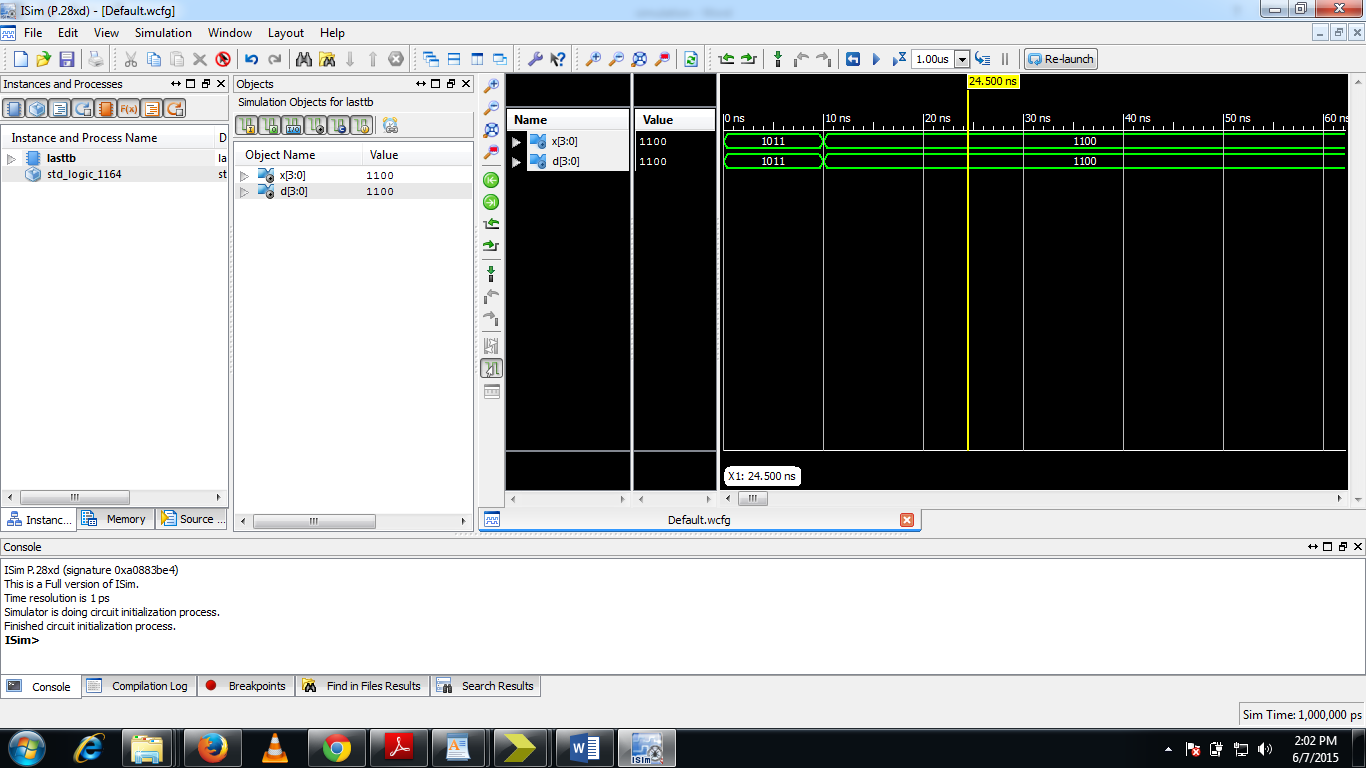 ISim (P.28xd) - [Default.wcfg]
File Edit View Simulation Window Layout Help
1.00us Re-launch
Instances and Processes
Instance and Process Name D
lasttb la
std_logic_1164 st
Instanc... Memory Source ...
Objects
Simulation Objects for lasttb
Object Name Value
x[3:0] 1100
d[3:0] 1100
Name Value
x[3:0] 1100
d[3:0] 1100
24.500 ns
0 ns 10 ns 20 ns 30 ns 40 ns 50 ns 60 ns
1011 1100
1011 1100
X1: 24.500 ns
Default.wcfg
Console
ISim P.28xd (signature 0xa0883be4)
This is a Full version of ISim.
Time resolution is 1 ps
Simulator is doing circuit initialization process.
Finished circuit initialization process.
ISim>
Console Compilation Log Breakpoints Find in Files Results Search Results
Sim Time: 1,000,000 ps
2:02 PM
6/7/2015